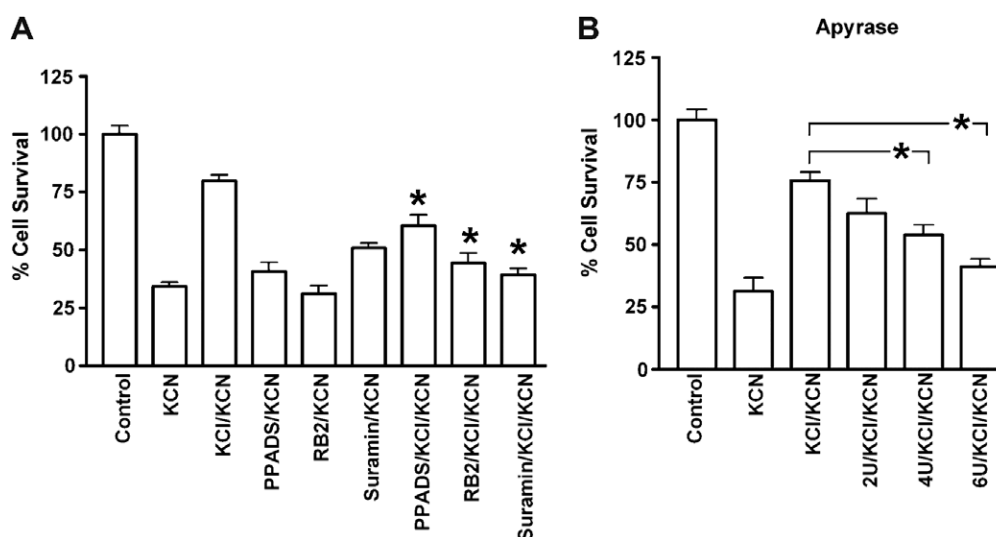 A
% Cell Survival
125
100
75
50
25
0
*
*
*
Control
KCN
KCl/KCN
PPADS/KCN
RB2/KCN
Suramin/KCN
PPADS/KCl/KCN
RB2/KCl/KCN
Suramin/KCl/KCN
B
Apyrase
% Cell Survival
125
100
75
50
25
0
*
*
Control
KCN
KCl/KCN
2U/KCl/KCN
4U/KCl/KCN
6U/KCl/KCN